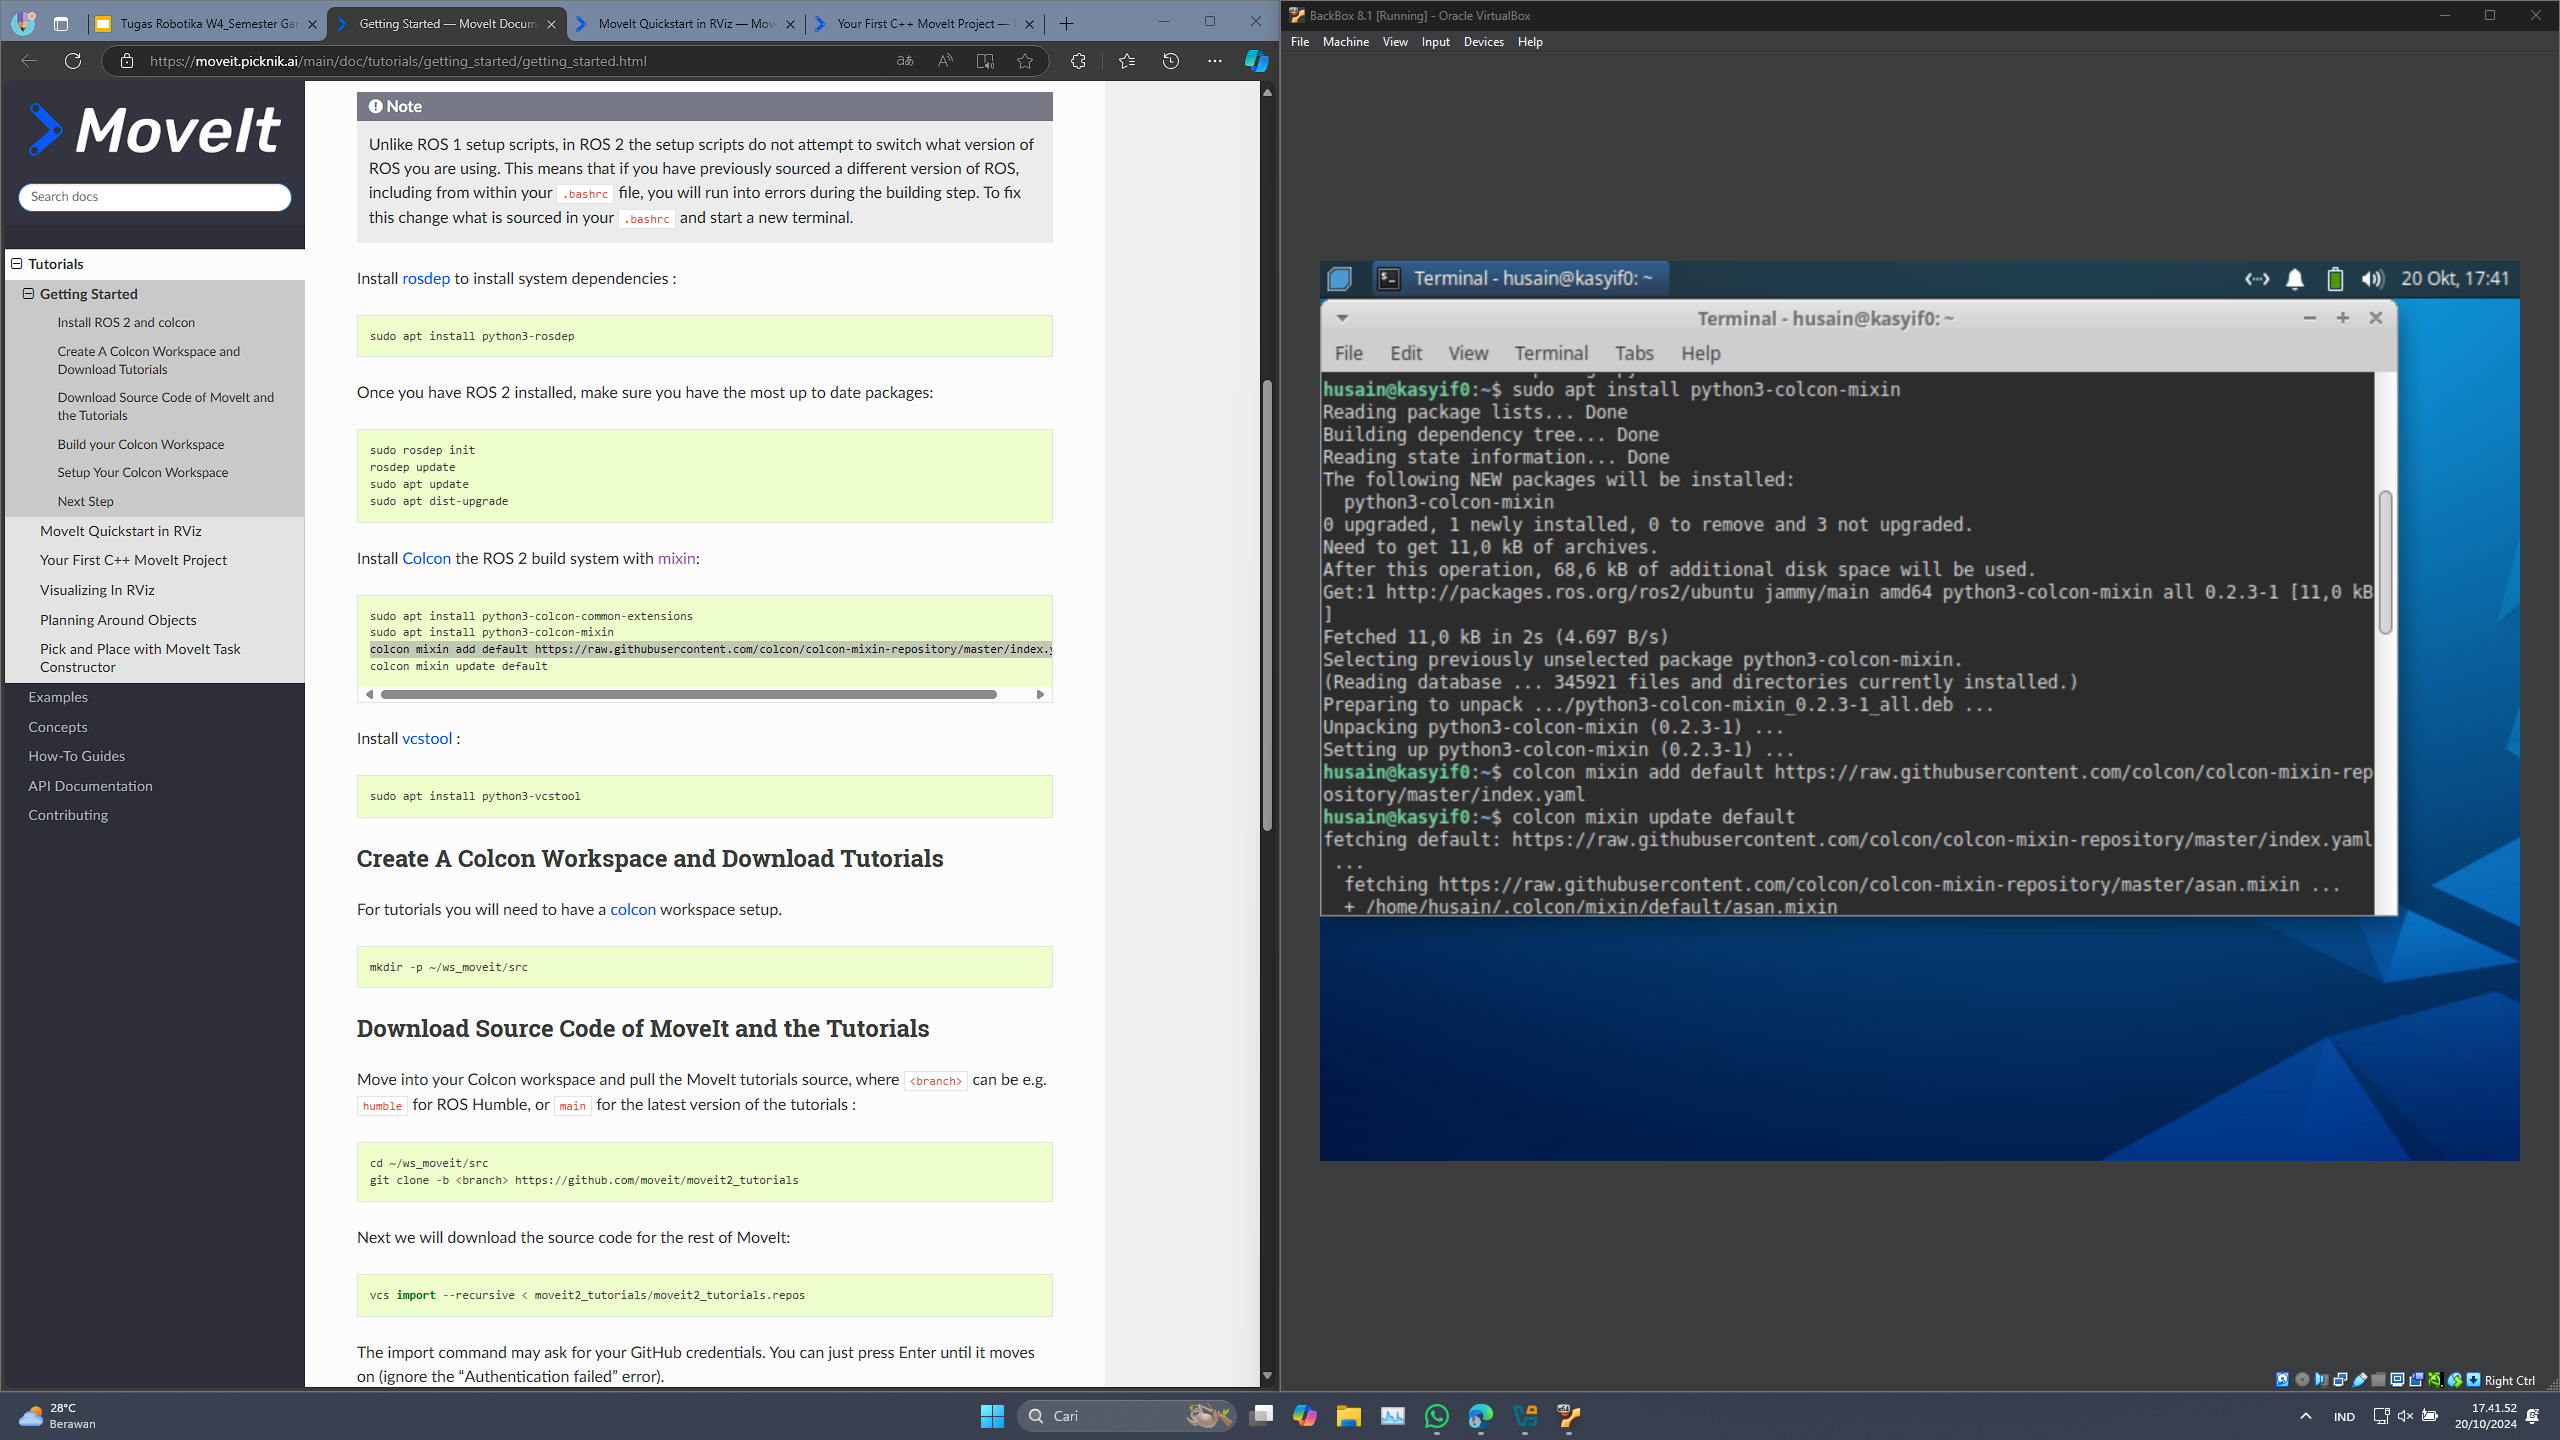 Tugas Robotika W4_Semester Ga
Getting Started — MoveIt Docum
MoveIt Quickstart in RViz — Mov
Your First C++ MoveIt Project —
https://moveit.picknik.ai/main/doc/tutorials/getting_started/getting_started.html
MoveIt
Search docs
Tutorials
Getting Started
Install ROS 2 and colcon
Create A Colcon Workspace and
Download Tutorials
Download Source Code of MoveIt and
the Tutorials
Build your Colcon Workspace
Setup Your Colcon Workspace
Next Step
MoveIt Quickstart in RViz
Your First C++ MoveIt Project
Visualizing In RViz
Planning Around Objects
Pick and Place with MoveIt Task
Constructor
Examples
Concepts
How-To Guides
API Documentation
Contributing
Note
Unlike ROS 1 setup scripts, in ROS 2 the setup scripts do not attempt to switch what version of
ROS you are using. This means that if you have previously sourced a different version of ROS,
including from within your .bashrc file, you will run into errors during the building step. To fix
this change what is sourced in your .bashrc and start a new terminal.
Install rosdep to install system dependencies :
sudo apt install python3-rosdep
Once you have ROS 2 installed, make sure you have the most up to date packages:
sudo rosdep init
rosdep update
sudo apt update
sudo apt dist-upgrade
Install Colcon the ROS 2 build system with mixin:
sudo apt install python3-colcon-common-extensions
sudo apt install python3-colcon-mixin
colcon mixin add default https://raw.githubusercontent.com/colcon/colcon-mixin-repository/master/index.y
colcon mixin update default
Install vcstool :
sudo apt install python3-vcstool
Create A Colcon Workspace and Download Tutorials
For tutorials you will need to have a colcon workspace setup.
mkdir -p ~/ws_moveit/src
Download Source Code of MoveIt and the Tutorials
Move into your Colcon workspace and pull the MoveIt tutorials source, where <branch> can be e.g.
humble for ROS Humble, or main for the latest version of the tutorials :
cd ~/ws_moveit/src
git clone -b <branch> https://github.com/moveit/moveit2_tutorials
Next we will download the source code for the rest of MoveIt:
vcs import --recursive < moveit2_tutorials/moveit2_tutorials.repos
The import command may ask for your GitHub credentials. You can just press Enter until it moves
on (ignore the “Authentication failed” error).
BackBox 8.1 [Running] - Oracle VirtualBox
File Machine View Input Devices Help
Terminal - husain@kasyif0: ~
20 Okt, 17:41
Terminal - husain@kasyif0: ~
File Edit View Terminal Tabs Help
husain@kasyif0:~$ sudo apt install python3-colcon-mixin
Reading package lists... Done
Building dependency tree... Done
Reading state information... Done
The following NEW packages will be installed:
python3-colcon-mixin
0 upgraded, 1 newly installed, 0 to remove and 3 not upgraded.
Need to get 11,0 kB of archives.
After this operation, 68,6 kB of additional disk space will be used.
Get:1 http://packages.ros.org/ros2/ubuntu jammy/main amd64 python3-colcon-mixin all 0.2.3-1 [11,0 kB
]
Fetched 11,0 kB in 2s (4.697 B/s)
Selecting previously unselected package python3-colcon-mixin.
(Reading database ... 345921 files and directories currently installed.)
Preparing to unpack .../python3-colcon-mixin_0.2.3-1_all.deb ...
Unpacking python3-colcon-mixin (0.2.3-1) ...
Setting up python3-colcon-mixin (0.2.3-1) ...
husain@kasyif0:~$ colcon mixin add default https://raw.githubusercontent.com/colcon/colcon-mixin-rep
ository/master/index.yaml
husain@kasyif0:~$ colcon mixin update default
fetching default: https://raw.githubusercontent.com/colcon/colcon-mixin-repository/master/index.yaml
...
fetching https://raw.githubusercontent.com/colcon/colcon-mixin-repository/master/asan.mixin ...
+ /home/husain/.colcon/mixin/default/asan.mixin
Right Ctrl
28°C
Berawan
Cari
IND
17.41.52
20/10/2024